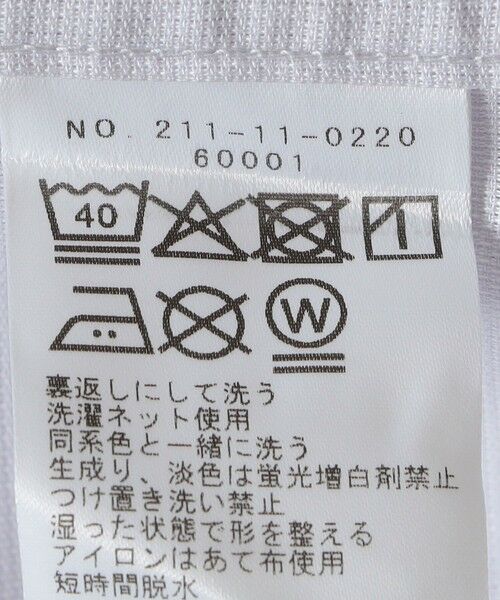 NO. 211-11-0220
60001
40
W
裏返しにして洗う
洗濯ネット使用
同系色と一緒に洗う
生成り、淡色は蛍光増白剤禁止
つけ置き洗い禁止
湿った状態で形を整える
アイロンはあて布使用
短時間脱水